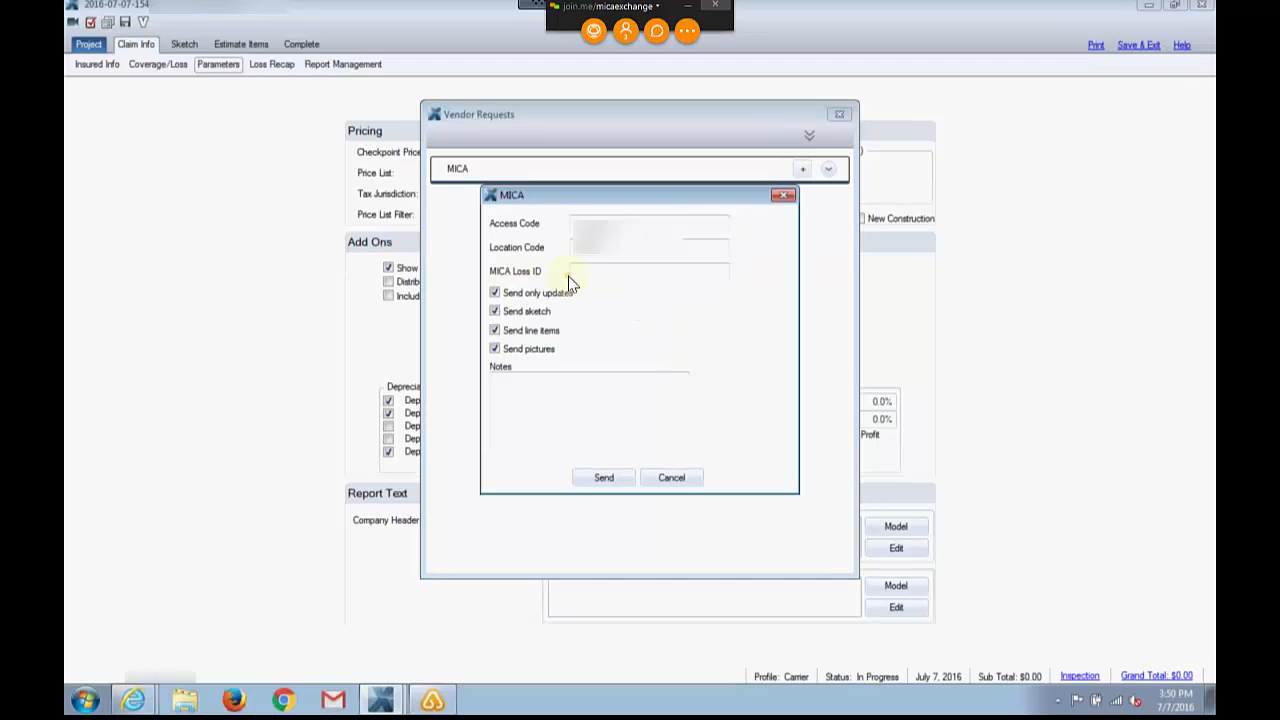 join.me/micaexchange
2016-07-07-154
Project Claim Info Sketch Estimate Items Complete
Print Save & Exit Help
Insured Info Coverage/Loss Parameters Loss Recap Report Management
Vendor Requests
Pricing
Checkpoint Price
Price List:
Tax Jurisdiction:
Price List Filter:
New Construction
MICA
MICA
Access Code
Location Code
MICA Loss ID
Send only updates
Send sketch
Send line items
Send pictures
Notes
Send Cancel
Add Ons
Show
Distrib
Includ
Deprecia
Dep
Dep
Dep
Dep
Dep
0.0%
0.0%
Profit
Report Text
Company Header
Model
Edit
Model
Edit
Profile: Carrier Status: In Progress July 7, 2016 Sub Total: $0.00 Inspection Grand Total: $0.00
3:50 PM
7/7/2016